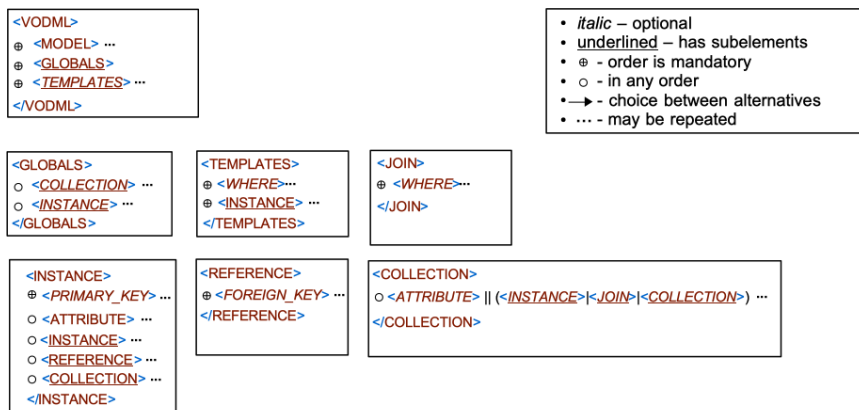 <VODML>
⊕ <MODEL> ···
⊕ <GLOBALS>
⊕ <TEMPLATES> ···
</VODML>
• italic – optional
• underlined – has subelements
• ⊕ - order is mandatory
• ○ - in any order
• → - choice between alternatives
• ··· - may be repeated
<GLOBALS>
○ <COLLECTION> ···
○ <INSTANCE> ···
</GLOBALS>
<TEMPLATES>
⊕ <WHERE>···
⊕ <INSTANCE> ···
</TEMPLATES>
<JOIN>
⊕ <WHERE>···
</JOIN>
<INSTANCE>
⊕ <PRIMARY_KEY> ···
○ <ATTRIBUTE> ···
○ <INSTANCE> ···
○ <REFERENCE> ···
○ <COLLECTION> ···
</INSTANCE>
<REFERENCE>
⊕ <FOREIGN_KEY> ···
</REFERENCE>
<COLLECTION>
○ <ATTRIBUTE> || (<INSTANCE>|<JOIN>|<COLLECTION>) ···
</COLLECTION>